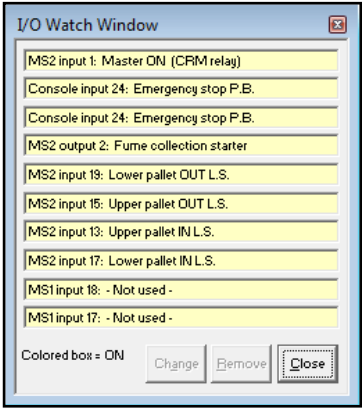 I/O Watch Window
MS2 input 1: Master ON (CRM relay)
Console input 24: Emergency stop P.B.
Console input 24: Emergency stop P.B.
MS2 output 2: Fume collection starter
MS2 input 19: Lower pallet OUT L.S.
MS2 input 15: Upper pallet OUT L.S.
MS2 input 13: Upper pallet IN L.S.
MS2 input 17: Lower pallet IN L.S.
MS1 input 18: - Not used -
MS1 input 17: - Not used -
Colored box = ON Change Remove Close